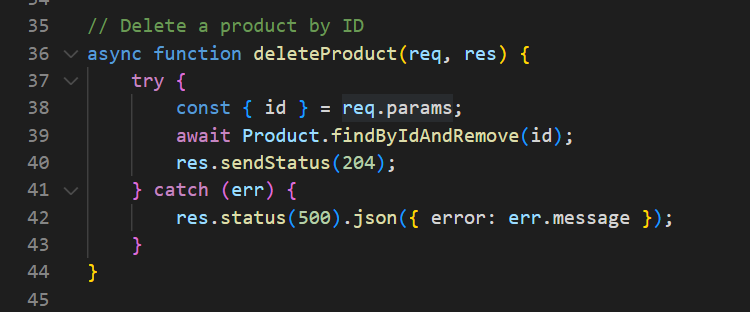 35 // Delete a product by ID
36 async function deleteProduct(req, res) {
37     try {
38         const { id } = req.params;
39         await Product.findByIdAndRemove(id);
40         res.sendStatus(204);
41     } catch (err) {
42         res.status(500).json({ error: err.message });
43     }
44 }
45